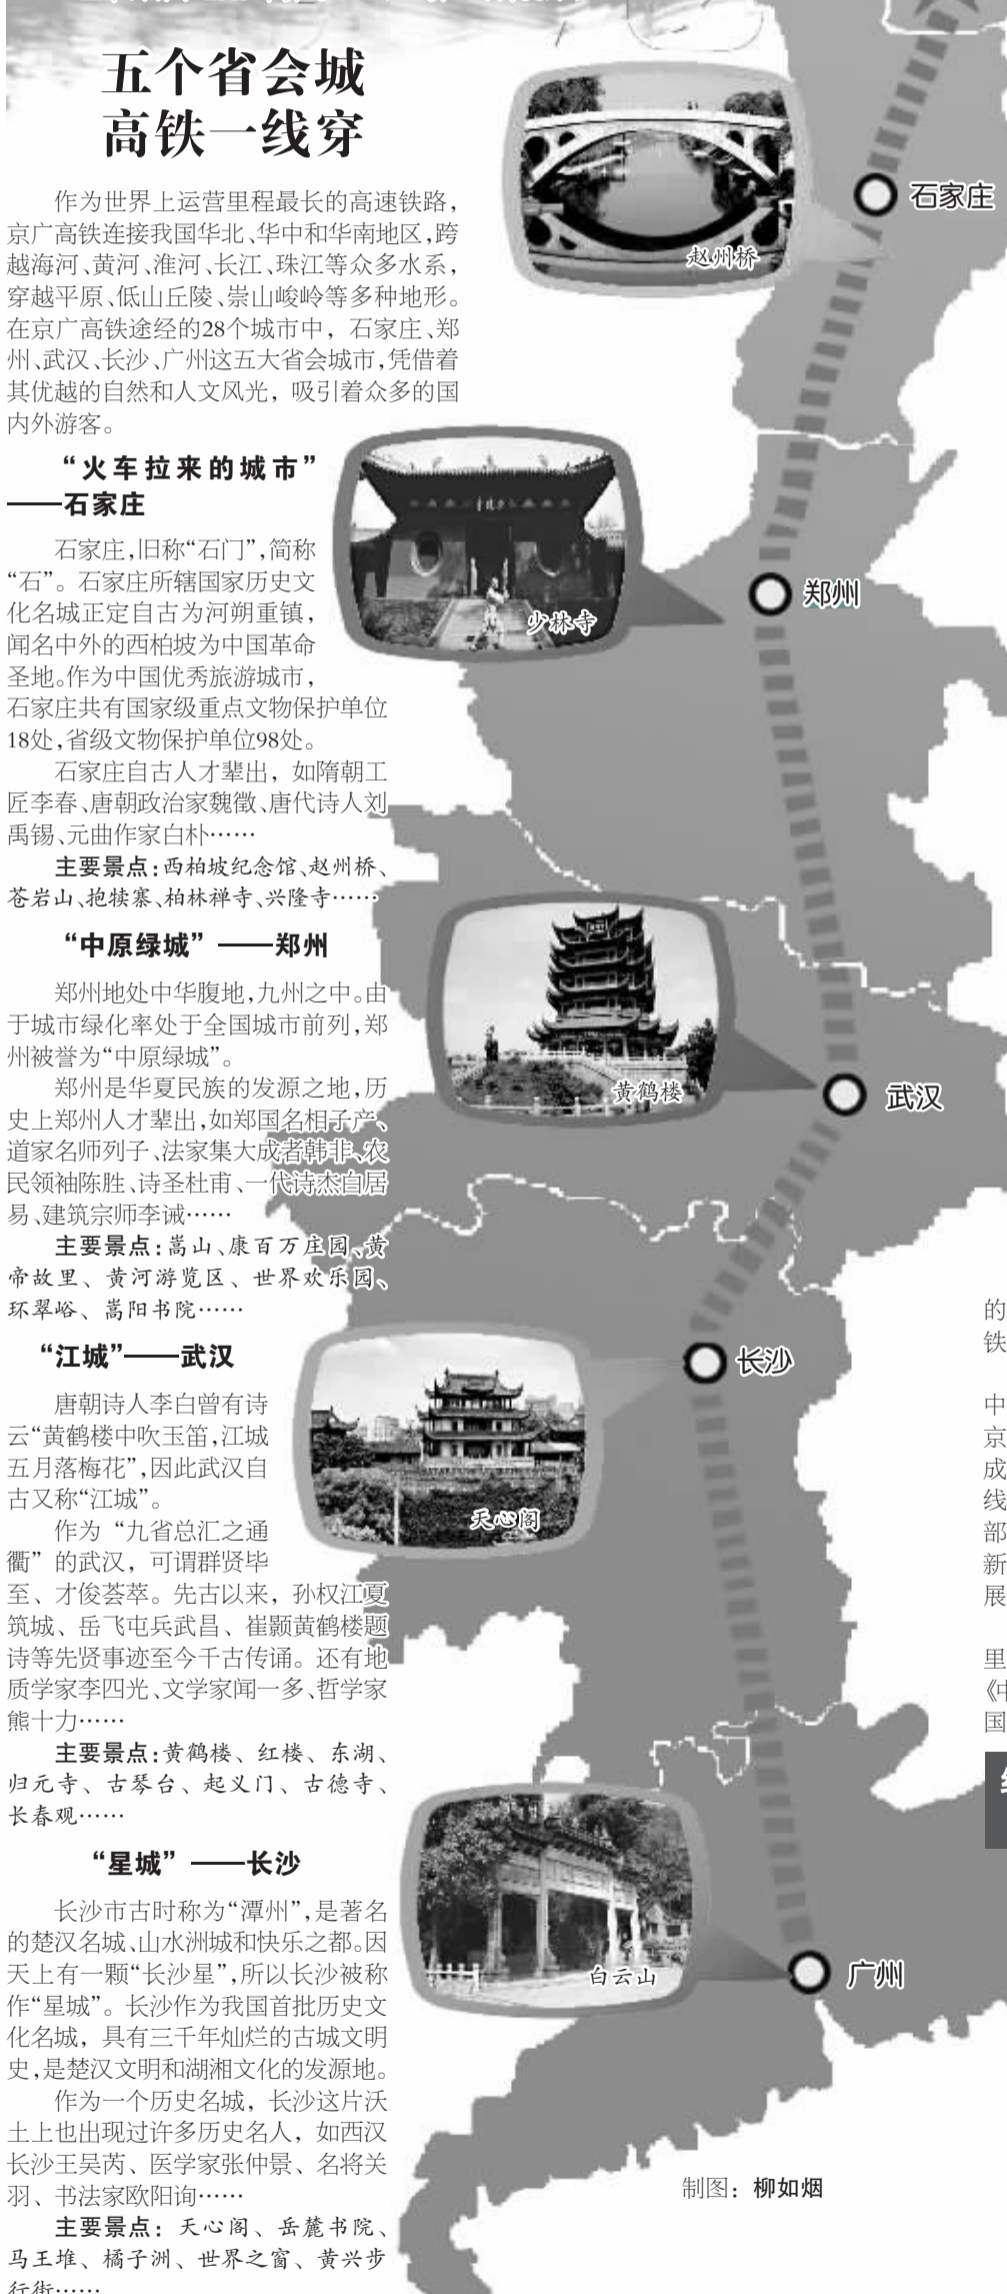 五个省会城
高铁一线穿
作为世界上运营里程最长的高速铁路，
京广高铁连接我国华北、华中和华南地区，跨
越海河、黄河、淮河、长江、珠江等众多水系，
穿越平原、低山丘陵、崇山峻岭等多种地形。
在京广高铁途经的28个城市中，石家庄、郑
州、武汉、长沙、广州这五大省会城市，凭借着
其优越的自然和人文风光，吸引着众多的国
内外游客。
“火车拉来的城市”
——石家庄
石家庄，旧称“石门”，简称
“石”。石家庄所辖国家历史文
化名城正定自古为河朔重镇，
闻名中外的西柏坡为中国革命
圣地。作为中国优秀旅游城市，
石家庄共有国家级重点文物保护单位
18处，省级文物保护单位98处。
石家庄自古人才辈出，如隋朝工
匠李春、唐朝政治家魏徵、唐代诗人刘
禹锡、元曲作家白朴……
主要景点：西柏坡纪念馆、赵州桥、
苍岩山、抱犊寨、柏林禅寺、兴隆寺……
“中原绿城”——郑州
郑州地处中华腹地，九州之中。由
于城市绿化率处于全国城市前列，郑
州被誉为“中原绿城”。
郑州是华夏民族的发源之地，历
史上郑州人才辈出，如郑国名相子产、
道家名师列子、法家集大成者韩非、农
民领袖陈胜、诗圣杜甫、一代诗杰白居
易、建筑宗师李诫……
主要景点：嵩山、康百万庄园、黄
帝故里、黄河游览区、世界欢乐园、
环翠峪、嵩阳书院……
“江城”——武汉
唐朝诗人李白曾有诗
云“黄鹤楼中吹玉笛，江城
五月落梅花”，因此武汉自
古又称“江城”。
作为“九省总汇之通
衢”的武汉，可谓群贤毕
至、才俊荟萃。先古以来，孙权江夏
筑城、岳飞屯兵武昌、崔颢黄鹤楼题
诗等先贤事迹至今千古传诵。还有地
质学家李四光、文学家闻一多、哲学家
熊十力……
主要景点：黄鹤楼、红楼、东湖、
归元寺、古琴台、起义门、古德寺、
长春观……
“星城”——长沙
长沙市古时称为“潭州”，是著名
的楚汉名城、山水洲城和快乐之都。因
天上有一颗“长沙星”，所以长沙被称
作“星城”。长沙作为我国首批历史文
化名城，具有三千年灿烂的古城文明
史，是楚汉文明和湖湘文化的发源地。
作为一个历史名城，长沙这片沃
土上也出现过许多历史名人，如西汉
长沙王吴芮、医学家张仲景、名将关
羽、书法家欧阳询……
主要景点：天心阁、岳麓书院、
马王堆、橘子洲、世界之窗、黄兴步
行街……
赵州桥
石家庄
少林寺
郑州
黄鹤楼
武汉
天心阁
长沙
白云山
广州
制图：柳如烟
的
铁
中
京
成
线
部
新
展
里
《中
国